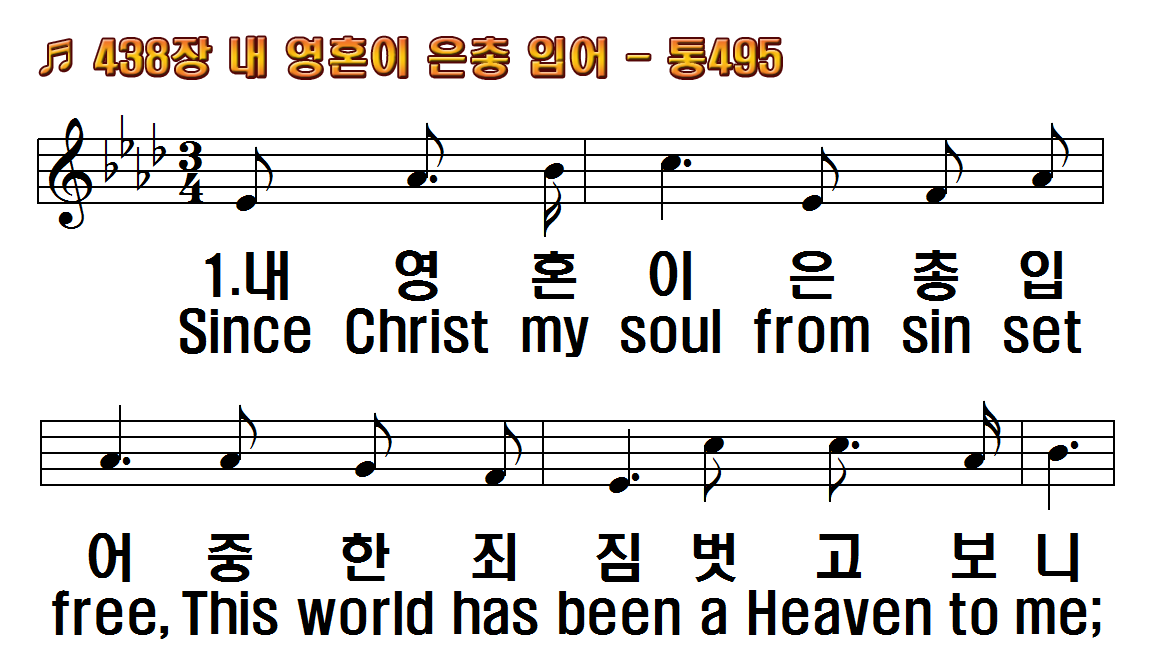 ♬ 438장 내 영혼이 은총 입어 - 통495
3
4
1.내 영 혼 이 은 총 입
Since Christ my soul from sin set
어 중 한 죄 짐 벗 고 보 니
free, This world has been a Heaven to me;